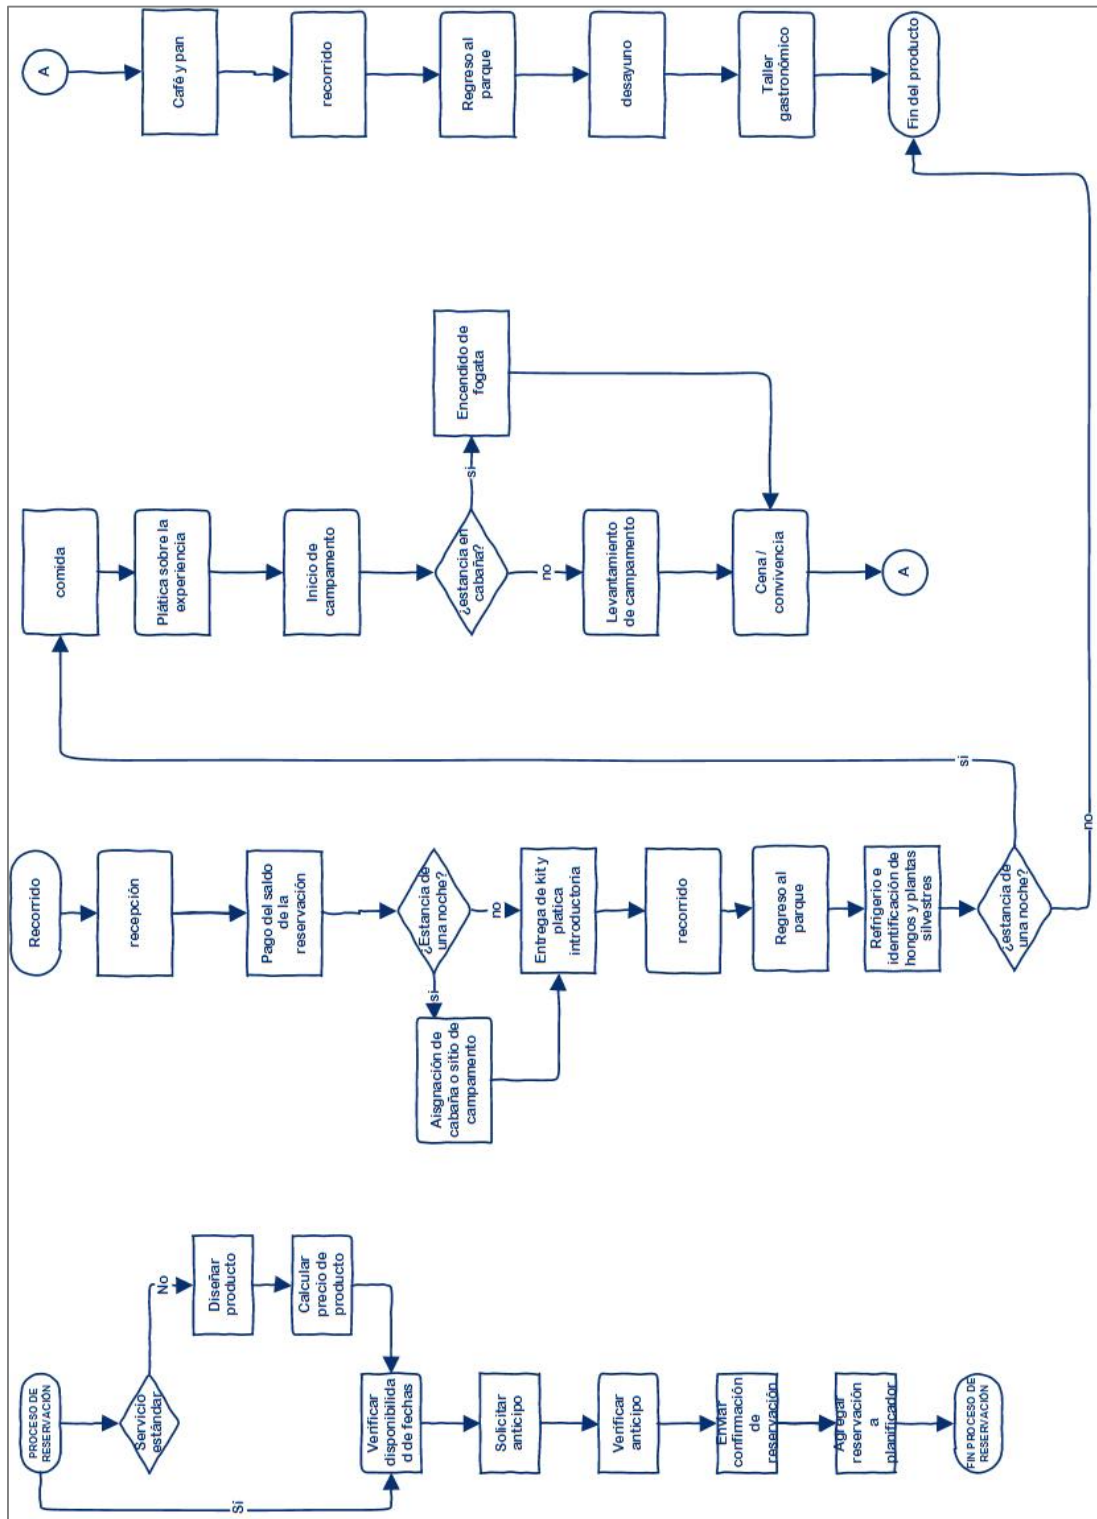 PROCESO DE
RESERVACIÓN
Si
Servicio
estándar
No
Diseñar
producto
Calcular
precio de
producto
Verificar
disponibilida
d de fechas
Solicitar
anticipo
Verificar
anticipo
Enviar
confirmación
de
reservación
Agregar
reservación
a
planificador
FIN PROCESO DE
RESERVACIÓN
Recorrido
recepción
Pago del saldo
de la
reservación
¿Estancia de
una noche?
si
no
Aisgnación de
cabaña o sitio de
campamento
Entrega de kit y
platica
introductoria
recorrido
Regreso al
parque
Refrigerio e
identificación de
hongos y plantas
silvestres
¿estancia de
una noche?
si
no
comida
Plática sobre la
experiencia
Inicio de
campamento
¿estancia en
cabaña?
si
no
Encendido de
fogata
Levantamiento
de campamento
Cena /
convivencia
A
A
Café y pan
recorrido
Regreso al
parque
desayuno
Taller
gastronómico
Fin del producto